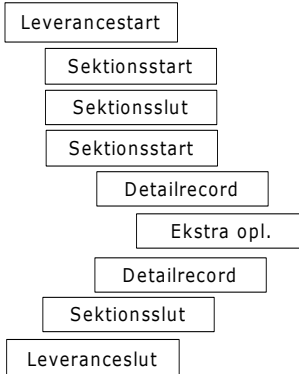 Leverancestart
Sektionsstart
Sektionsslut
Sektionsstart
Detailrecord
Ekstra opl.
Detailrecord
Sektionsslut
Leveranceslut